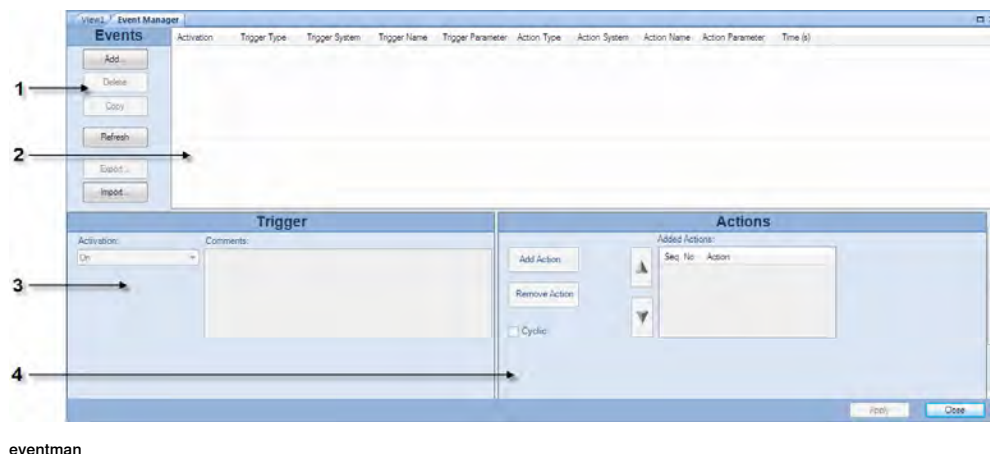 View1 Event Manager
Events
Activation Trigger Type Trigger System Trigger Name Trigger Parameter Action Type Action System Action Name Action Parameter Time (s)
Add...
1
Delete
Copy
Refresh
2
Export...
Import...
Trigger
Actions
Activation:
Comments:
Added Actions:
On
Add Action
Seq. No Action
3
Remove Action
Cyclic
4
Apply
Close
eventman